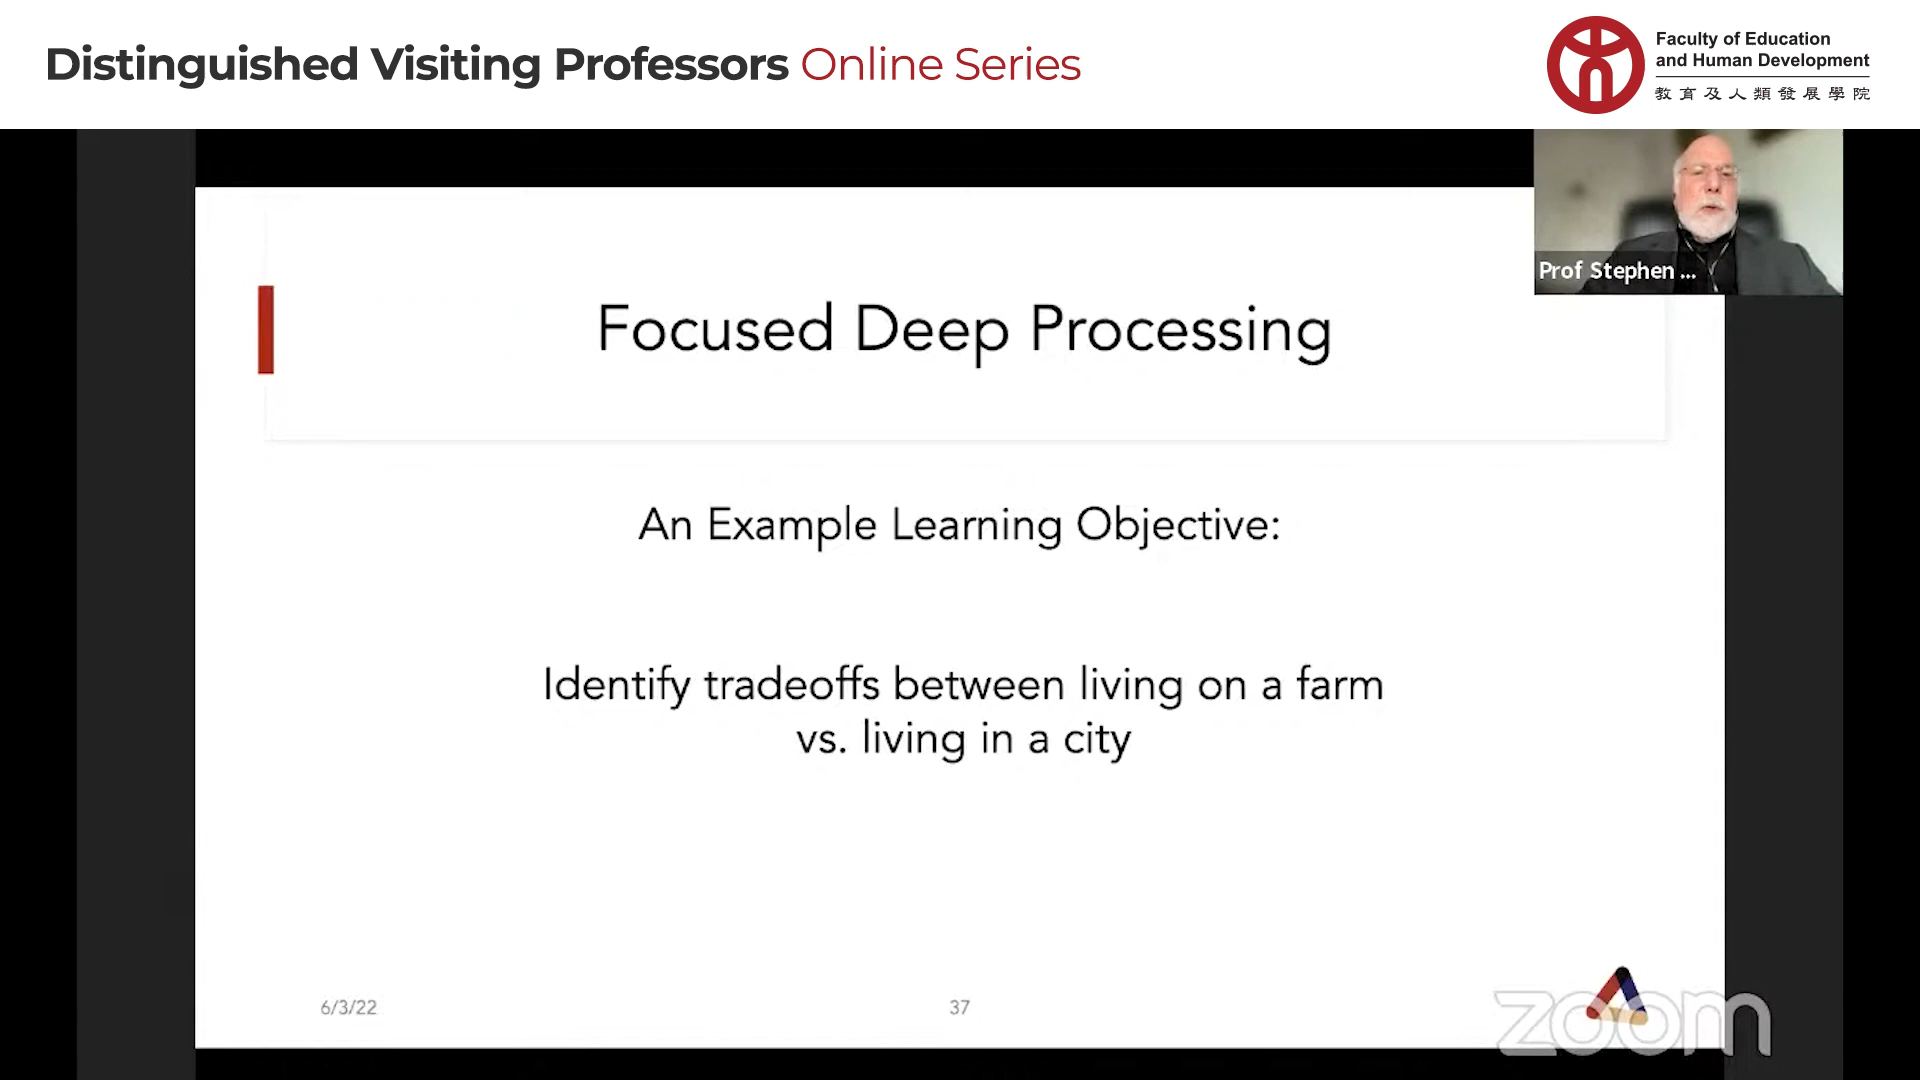 Distinguished Visiting Professors Online Series
Faculty of Education
and Human Development
教育及人類發展學院
Prof Stephen ...
Focused Deep Processing
An Example Learning Objective:
Identify tradeoffs between living on a farm
vs. living in a city
6/3/22
37
zoom